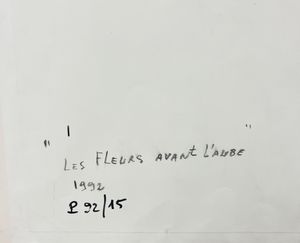 " LES FLEURS AVANT L'AUBE "
1992
P 92/15